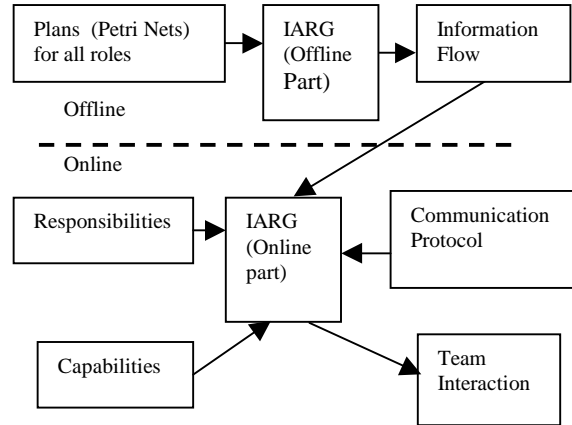 Plans (Petri Nets)
for all roles
IARG
(Offline
Part)
Information
Flow
Offline
Online
Responsibilities
IARG
(Online
part)
Communication
Protocol
Capabilities
Team
Interaction